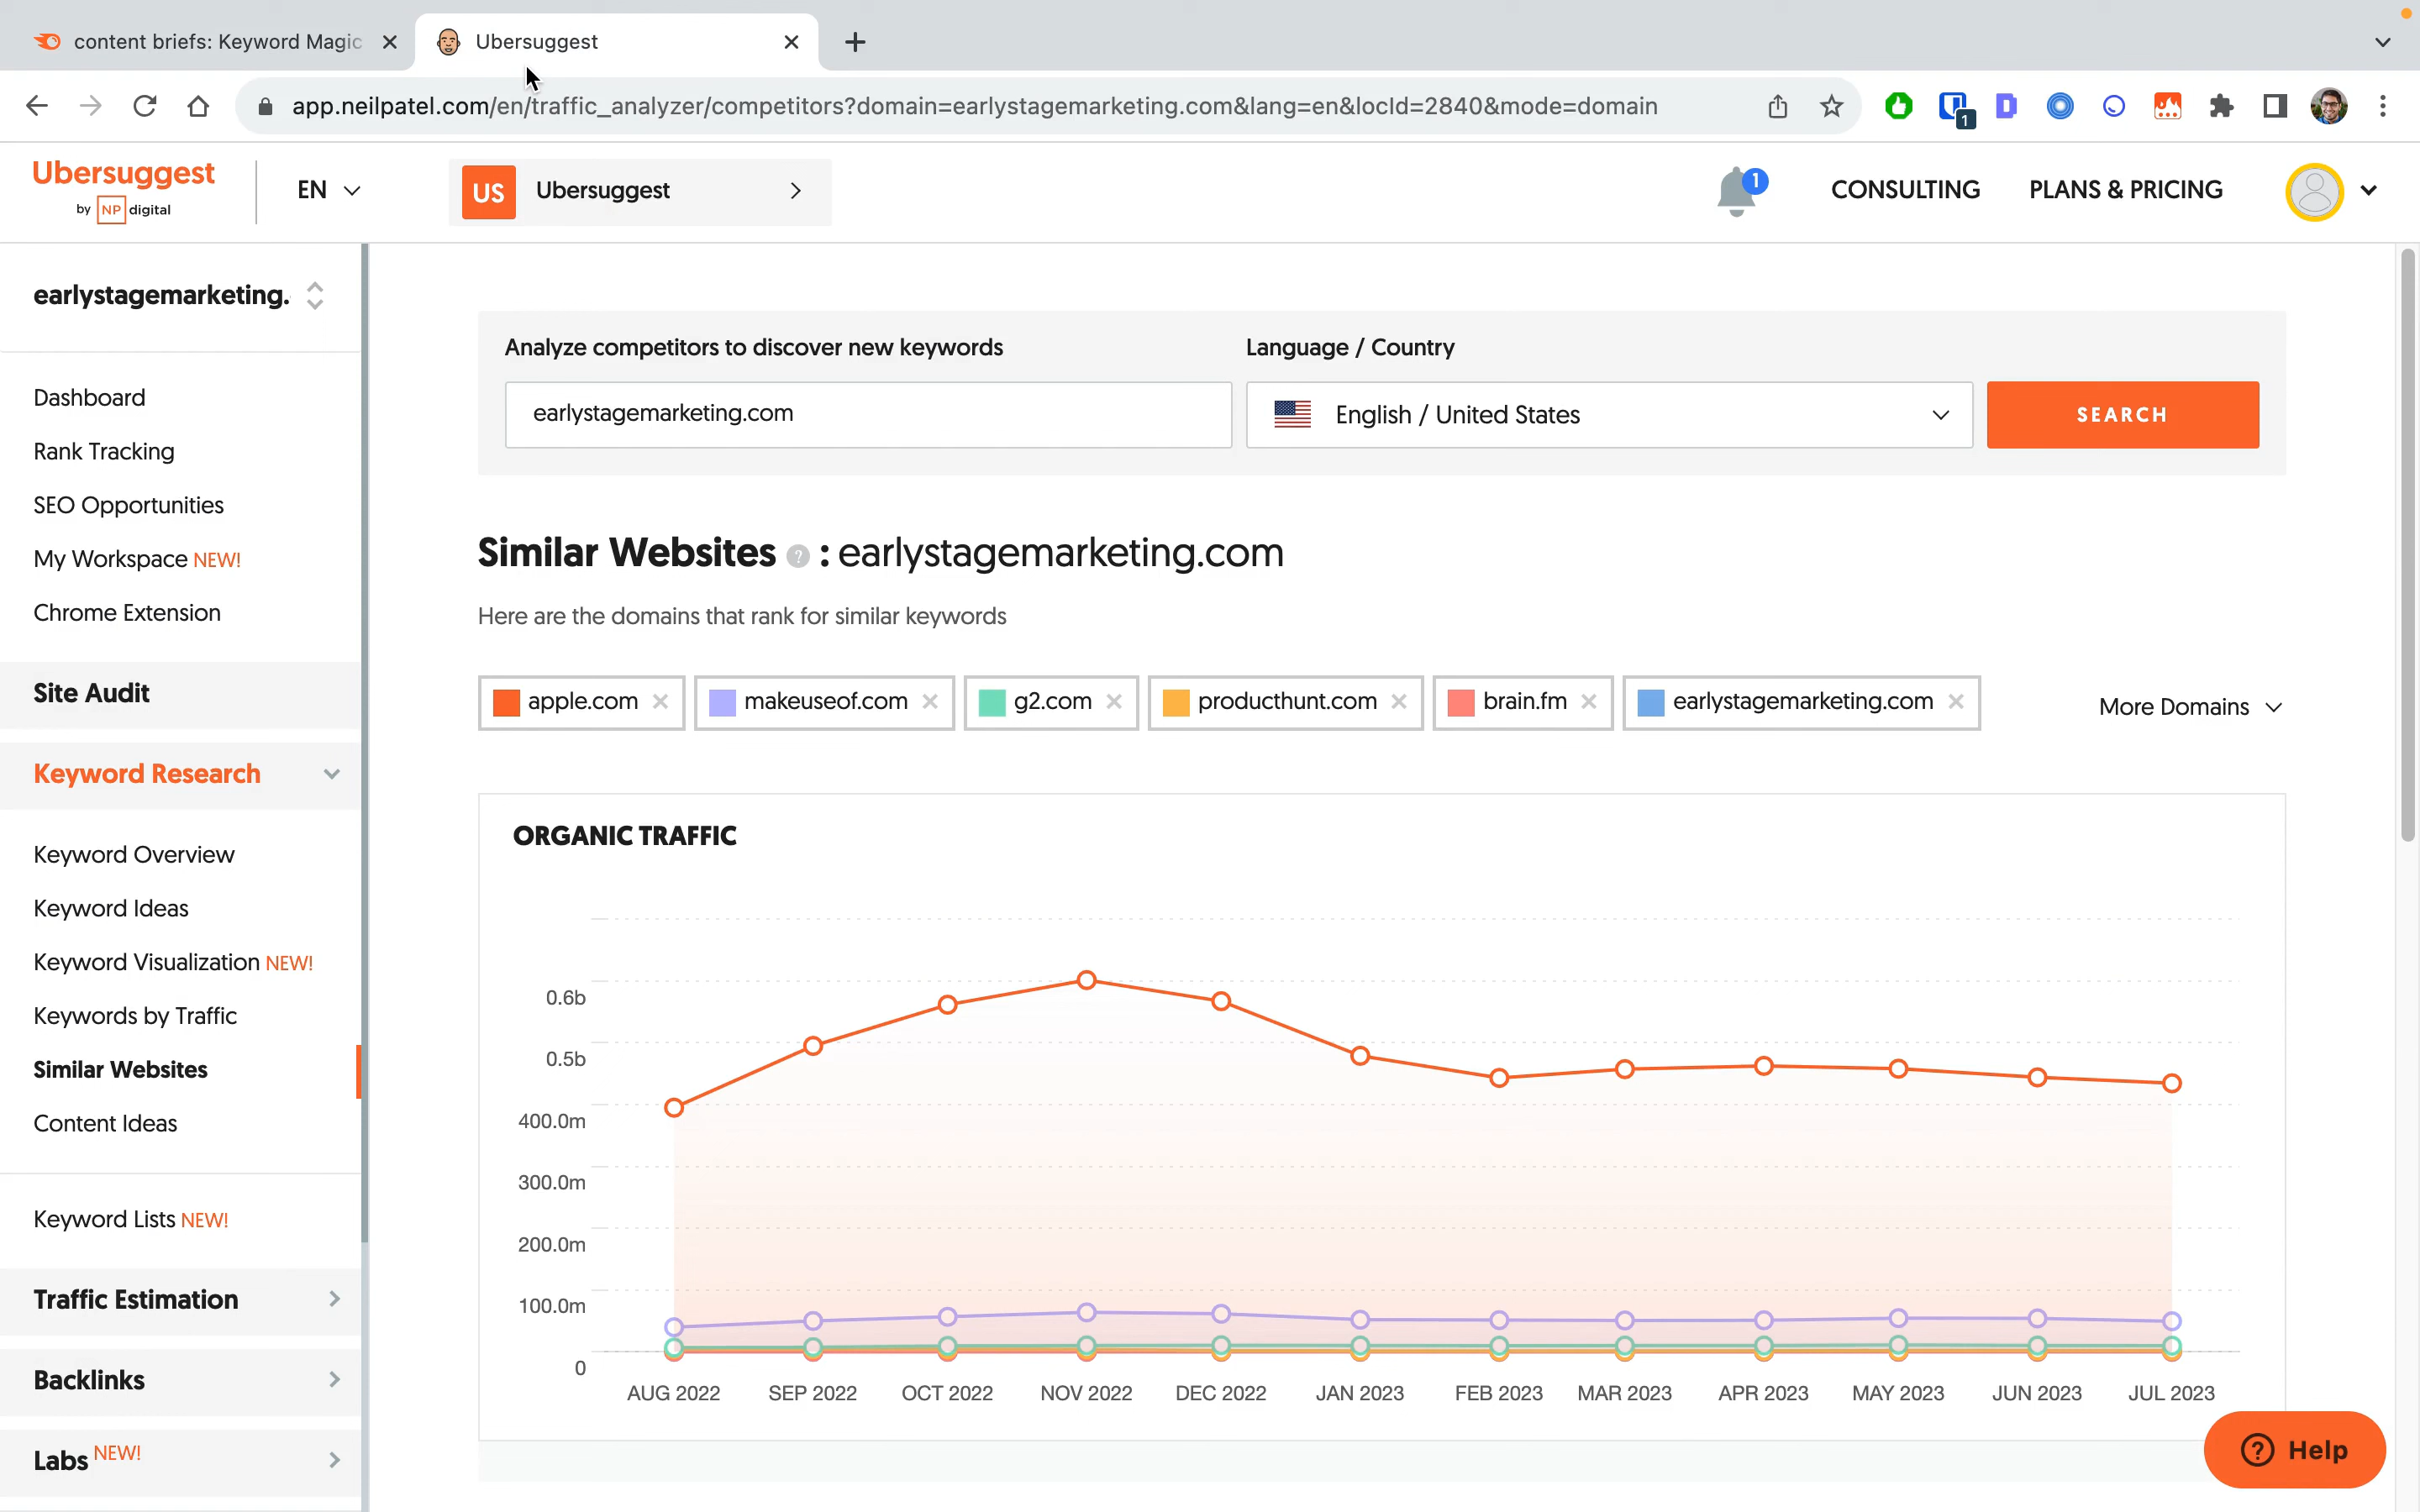 content briefs: Keyword Magic
Ubersuggest
app.neilpatel.com/en/traffic_analyzer/competitors?domain=earlystagemarketing.com&lang=en&locId=2840&mode=domain
1
Ubersuggest
by NP digital
EN
US Ubersuggest
1
CONSULTING
PLANS & PRICING
earlystagemarketing.
Dashboard
Rank Tracking
SEO Opportunities
My Workspace NEW!
Chrome Extension
Site Audit
Keyword Research
Keyword Overview
Keyword Ideas
Keyword Visualization NEW!
Keywords by Traffic
Similar Websites
Content Ideas
Keyword Lists NEW!
Traffic Estimation
Backlinks
Labs NEW!
Analyze competitors to discover new keywords
Language / Country
earlystagemarketing.com
English / United States
SEARCH
Similar Websites ? : earlystagemarketing.com
Here are the domains that rank for similar keywords
apple.com
makeuseof.com
g2.com
producthunt.com
brain.fm
earlystagemarketing.com
More Domains
ORGANIC TRAFFIC
0.6b
0.5b
400.0m
300.0m
200.0m
100.0m
0
AUG 2022 SEP 2022 OCT 2022 NOV 2022 DEC 2022 JAN 2023 FEB 2023 MAR 2023 APR 2023 MAY 2023 JUN 2023 JUL 2023
? Help